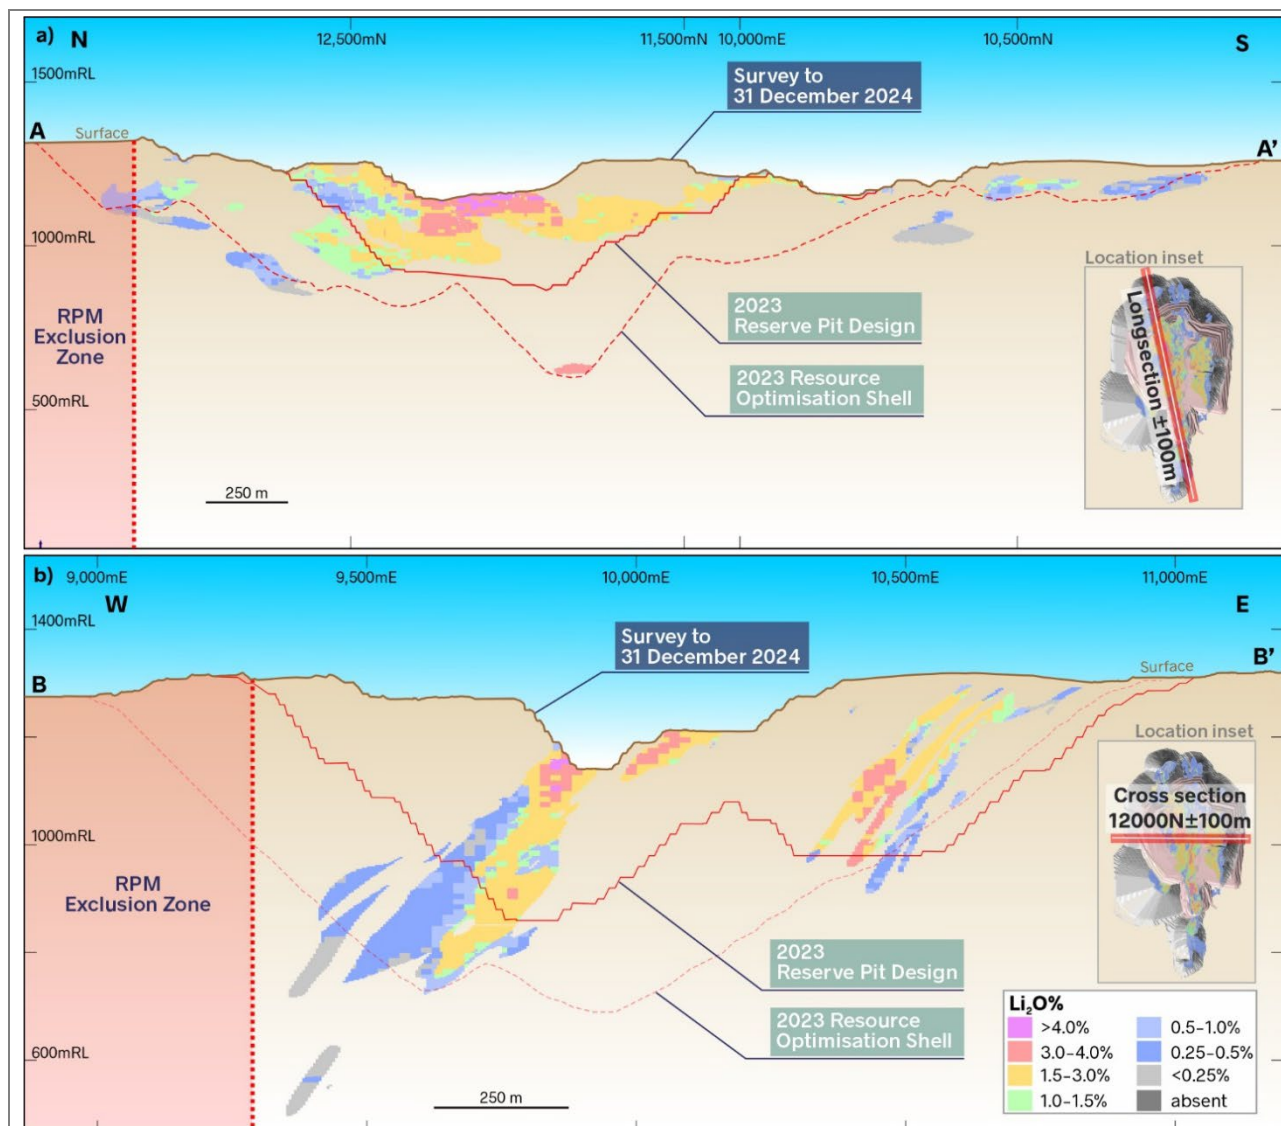 a) N
12,500mN
11,500mN
10,000mE
10,500mN
S
1500mRL
Survey to
31 December 2024
A
Surface
A'
1000mRL
Location inset
RPM
Exclusion
Zone
2023
Reserve Pit Design
Longsection ±100m
2023 Resource
Optimisation Shell
500mRL
250 m
b)
9,000mE
9,500mE
10,000mE
10,500mE
11,000mE
W
E
1400mRL
Survey to
31 December 2024
Surface
B
B'
Location inset
Cross section
12000N±100m
1000mRL
RPM
Exclusion Zone
2023
Reserve Pit Design
2023 Resource
Optimisation Shell
600mRL
250 m
Li₂O%
>4.0%
3.0–4.0%
1.5–3.0%
1.0–1.5%
0.5–1.0%
0.25–0.5%
<0.25%
absent